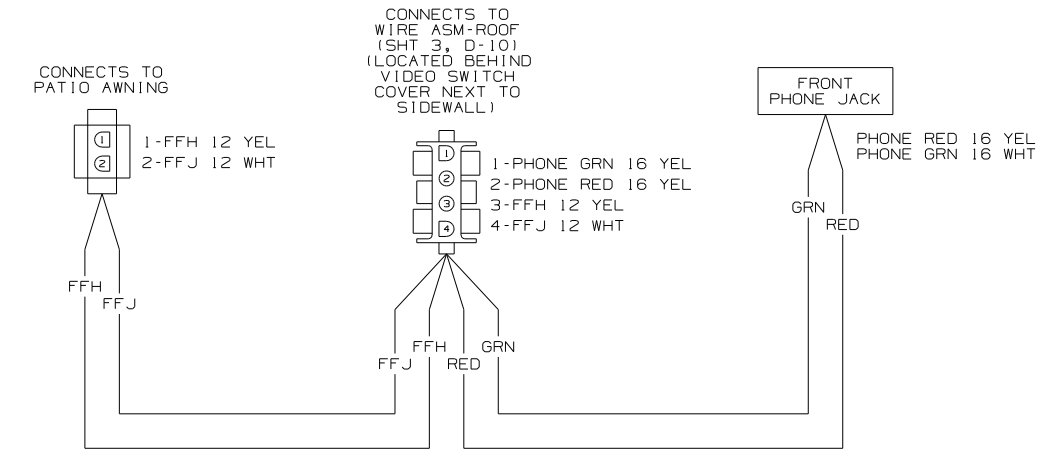 CONNECTS TO
PATIO AWNING
1
2
1-FFH 12 YEL
2-FFJ 12 WHT
FFH
FFJ
CONNECTS TO
WIRE ASM-ROOF
(SHT 3, D-10)
(LOCATED BEHIND
VIDEO SWITCH
COVER NEXT TO
SIDEWALL)
1
2
3
4
1-PHONE GRN 16 YEL
2-PHONE RED 16 YEL
3-FFH 12 YEL
4-FFJ 12 WHT
FFJ
FFH
RED
GRN
FRONT
PHONE JACK
PHONE RED 16 YEL
PHONE GRN 16 WHT
GRN
RED